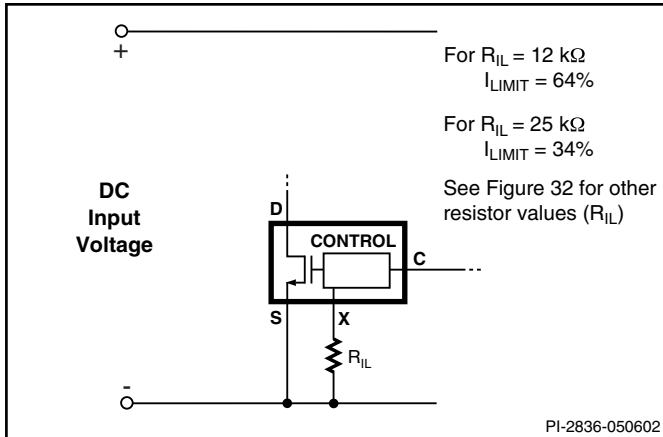 +
For R_IL = 12 kΩ
I_LIMIT = 64%
For R_IL = 25 kΩ
I_LIMIT = 34%
See Figure 32 for other
resistor values (R_IL)
DC
Input
Voltage
D
CONTROL
C
S
X
R_IL
-
PI-2836-050602